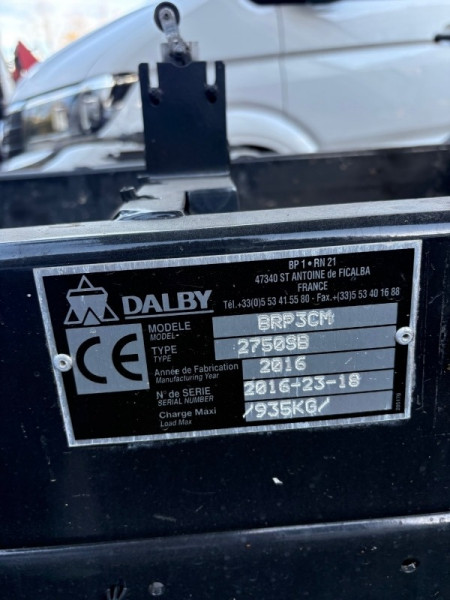 BP 1 • RN 21
47340 ST ANTOINE de FICALBA
FRANCE
DALBY
Tél.+33(0)5 53 41 55 80 - Fax.+(33)5 53 40 16 88
MODELE BRP3CM
MODEL-
TYPE 2750SB
TYPE
CE
Année de Fabrication 2016
Manufacturing Year
N° de SERIE 2016-23-18
SERIAL NUMBER
Charge Maxi /935KG/
Load Max